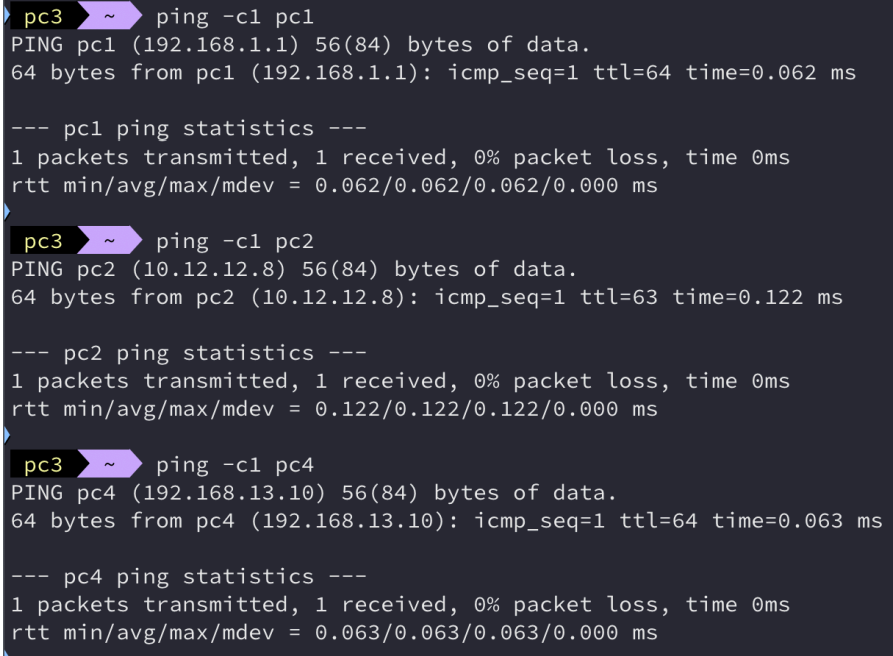 pc3 ~ ping -c1 pc1
PING pc1 (192.168.1.1) 56(84) bytes of data.
64 bytes from pc1 (192.168.1.1): icmp_seq=1 ttl=64 time=0.062 ms
--- pc1 ping statistics ---
1 packets transmitted, 1 received, 0% packet loss, time 0ms
rtt min/avg/max/mdev = 0.062/0.062/0.062/0.000 ms
pc3 ~ ping -c1 pc2
PING pc2 (10.12.12.8) 56(84) bytes of data.
64 bytes from pc2 (10.12.12.8): icmp_seq=1 ttl=63 time=0.122 ms
--- pc2 ping statistics ---
1 packets transmitted, 1 received, 0% packet loss, time 0ms
rtt min/avg/max/mdev = 0.122/0.122/0.122/0.000 ms
pc3 ~ ping -c1 pc4
PING pc4 (192.168.13.10) 56(84) bytes of data.
64 bytes from pc4 (192.168.13.10): icmp_seq=1 ttl=64 time=0.063 ms
--- pc4 ping statistics ---
1 packets transmitted, 1 received, 0% packet loss, time 0ms
rtt min/avg/max/mdev = 0.063/0.063/0.063/0.000 ms